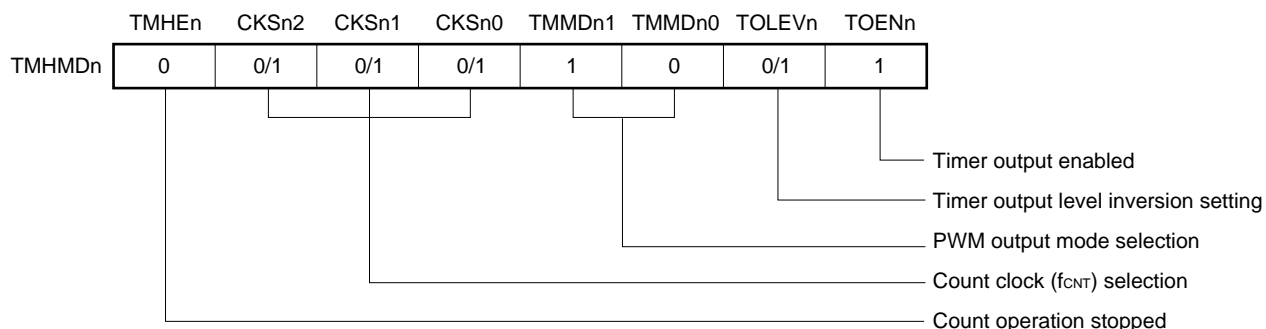 TMHEn CKSn2 CKSn1 CKSn0 TMMDn1 TMMDn0 TOLEVn TOENn
TMHMDn 0 0/1 0/1 0/1 1 0 0/1 1
Timer output enabled
Timer output level inversion setting
PWM output mode selection
Count clock (fCNT) selection
Count operation stopped